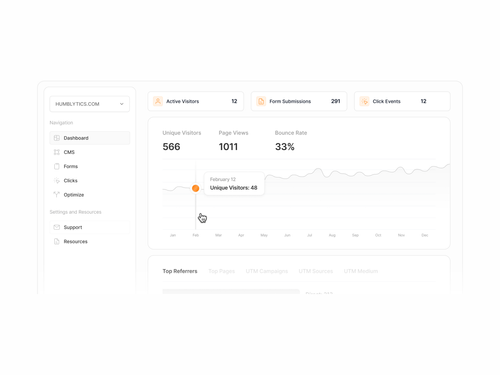 HUMBLYTICS.COM
Navigation
Dashboard
CMS
Forms
Clicks
Optimize
Settings and Resources
Support
Resources
Active Visitors 12
Form Submissions 291
Click Events 12
Unique Visitors Page Views Bounce Rate
566 1011 33%
February 12
Unique Visitors: 48
Jan Feb Mar Apr May Jun Jul Aug Sep Oct Nov Dec
Top Referrers Top Pages UTM Campaigns UTM Sources UTM Medium